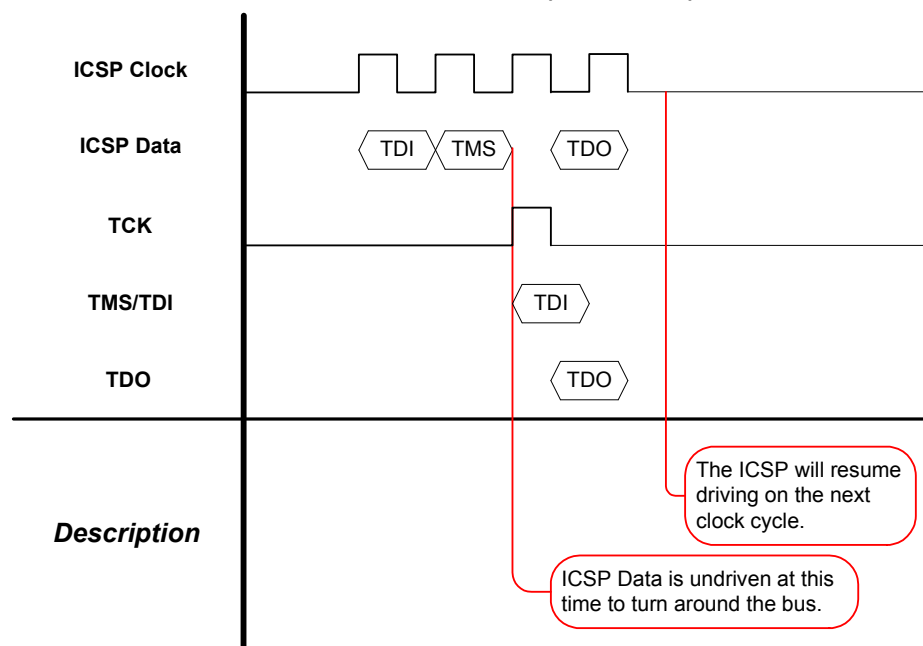 ICSP Clock
ICSP Data
TDI
TMS
TDO
TCK
TMS/TDI
TDI
TDO
TDO
Description
The ICSP will resume
driving on the next
clock cycle.
ICSP Data is undriven at this
time to turn around the bus.